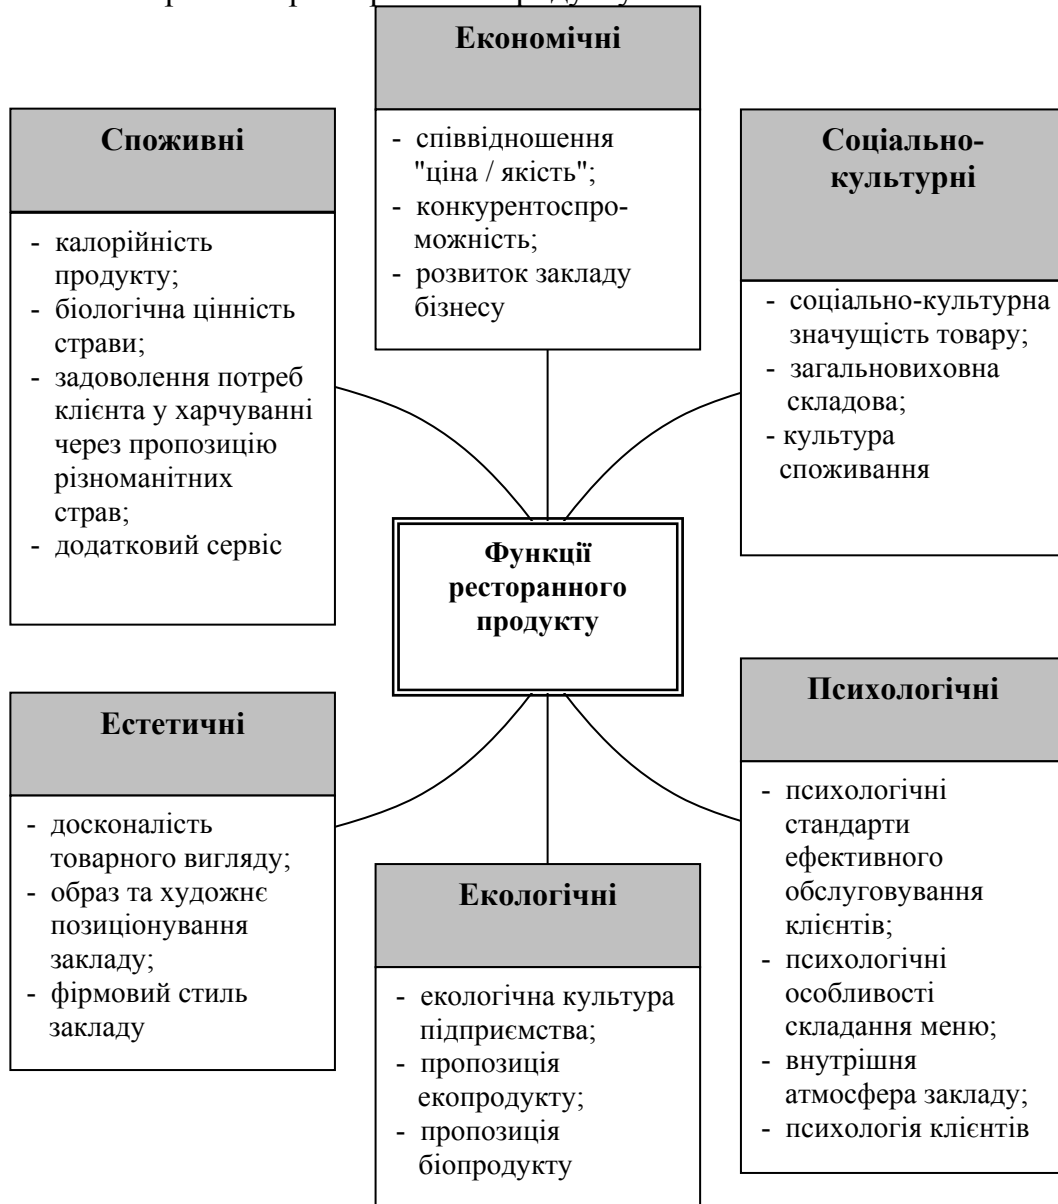 Економічні
- співвідношення
"ціна / якість";
- конкурентоспро-
можність;
- розвиток закладу
бізнесу
Споживні
- калорійність
продукту;
- біологічна цінність
страви;
- задоволення потреб
клієнта у харчуванні
через пропозицію
різноманітних
страв;
- додатковий сервіс
Соціально-
культурні
- соціально-культурна
значущість товару;
- загальновиховна
складова;
- культура
споживання
Функції
ресторанного
продукту
Естетичні
- досконалість
товарного вигляду;
- образ та художнє
позиціонування
закладу;
- фірмовий стиль
закладу
Екологічні
- екологічна культура
підприємства;
- пропозиція
екопродукту;
- пропозиція
біопродукту
Психологічні
- психологічні
стандарти
ефективного
обслуговування
клієнтів;
- психологічні
особливості
складання меню;
- внутрішня
атмосфера закладу;
- психологія клієнтів